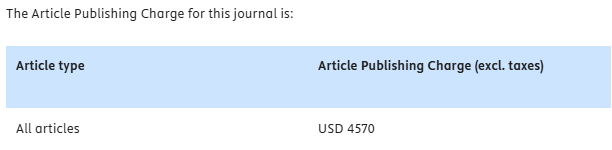 The Article Publishing Charge for this journal is:
Article type Article Publishing Charge (excl. taxes)
All articles USD 4570